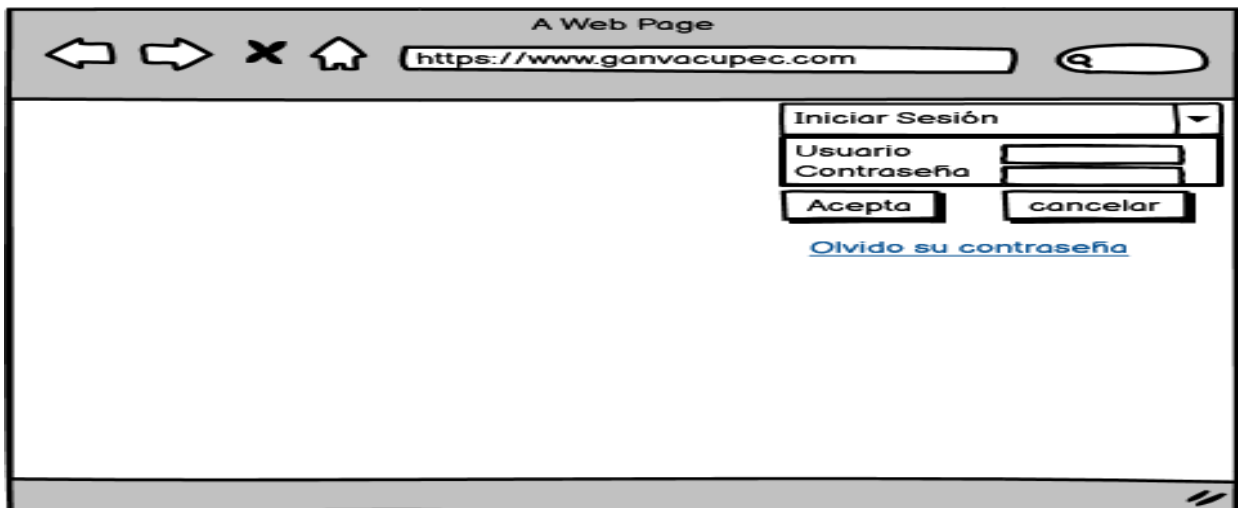 A Web Page
https://www.ganvacupec.com
Iniciar Sesión
Usuario
Contraseña
Acepta cancelar
Olvido su contraseña